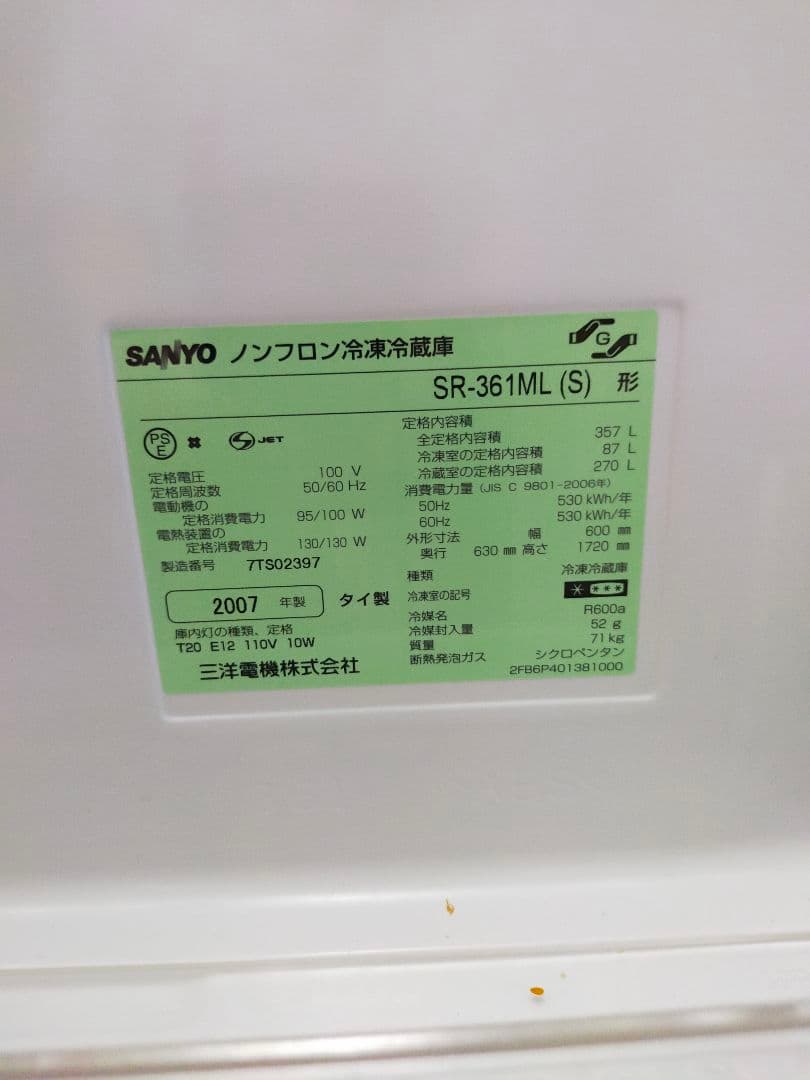 SANYO ノンフロン冷凍冷蔵庫
G
SR-361ML (S) 形
PS
E
JET
定格電圧 100 V
定格周波数 50/60 Hz
電動機の
定格消費電力 95/100 W
電熱装置の
定格消費電力 130/130 W
製造番号 7TS02397
2007 年製 タイ製
庫内灯の種類、定格
T20 E12 110V 10W
三洋電機株式会社
定格内容積
全定格内容積 357 L
冷凍室の定格内容積 87 L
冷蔵室の定格内容積 270 L
消費電力量 (JIS C 9801-2006年)
50Hz 530 kWh/年
60Hz 530 kWh/年
外形寸法 幅 600 mm
奥行 630 mm 高さ 1720 mm
種類 冷凍冷蔵庫
冷凍室の記号
冷媒名 R600a
冷媒封入量 52 g
質量 71 kg
断熱発泡ガス シクロペンタン
2FB6P401381000